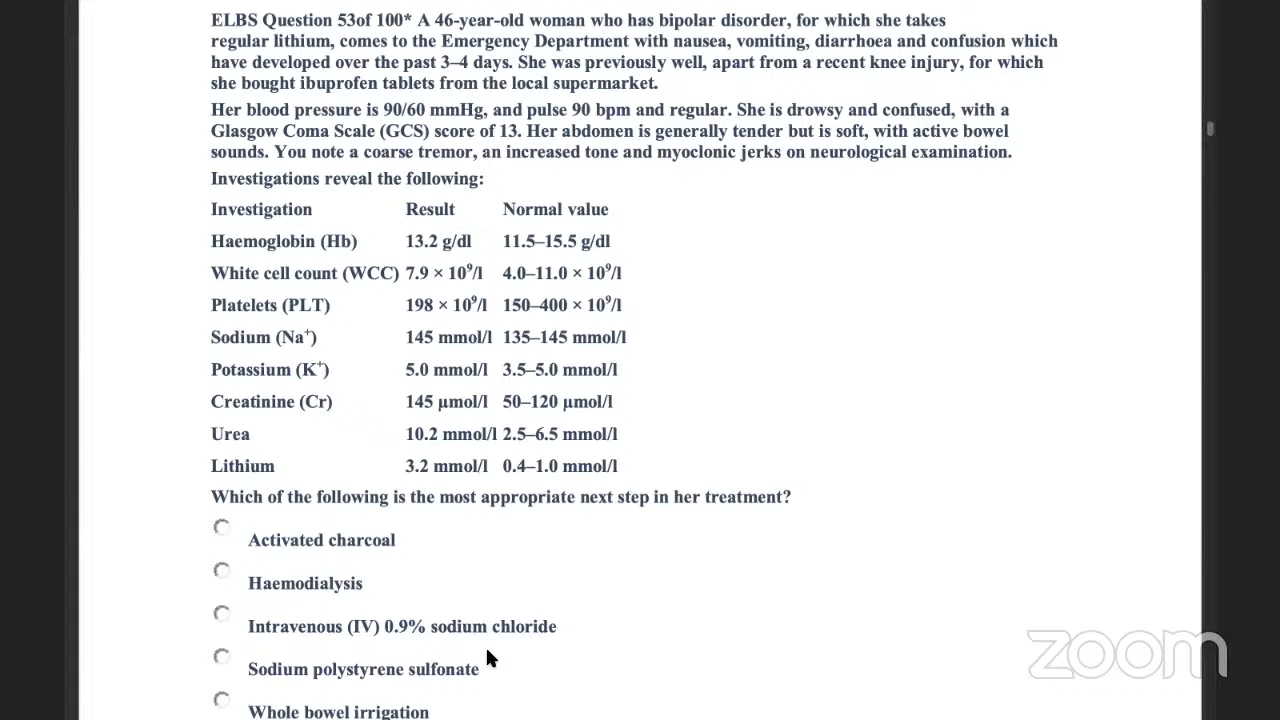 ELBS Question 53of 100* A 46-year-old woman who has bipolar disorder, for which she takes
regular lithium, comes to the Emergency Department with nausea, vomiting, diarrhoea and confusion which
have developed over the past 3–4 days. She was previously well, apart from a recent knee injury, for which
she bought ibuprofen tablets from the local supermarket.
Her blood pressure is 90/60 mmHg, and pulse 90 bpm and regular. She is drowsy and confused, with a
Glasgow Coma Scale (GCS) score of 13. Her abdomen is generally tender but is soft, with active bowel
sounds. You note a coarse tremor, an increased tone and myoclonic jerks on neurological examination.
Investigations reveal the following:
Investigation Result Normal value
Haemoglobin (Hb) 13.2 g/dl 11.5–15.5 g/dl
White cell count (WCC) 7.9 × 10⁹/l 4.0–11.0 × 10⁹/l
Platelets (PLT) 198 × 10⁹/l 150–400 × 10⁹/l
Sodium (Na⁺) 145 mmol/l 135–145 mmol/l
Potassium (K⁺) 5.0 mmol/l 3.5–5.0 mmol/l
Creatinine (Cr) 145 µmol/l 50–120 µmol/l
Urea 10.2 mmol/l 2.5–6.5 mmol/l
Lithium 3.2 mmol/l 0.4–1.0 mmol/l
Which of the following is the most appropriate next step in her treatment?
Activated charcoal
Haemodialysis
Intravenous (IV) 0.9% sodium chloride
Sodium polystyrene sulfonate
Whole bowel irrigation
zoom